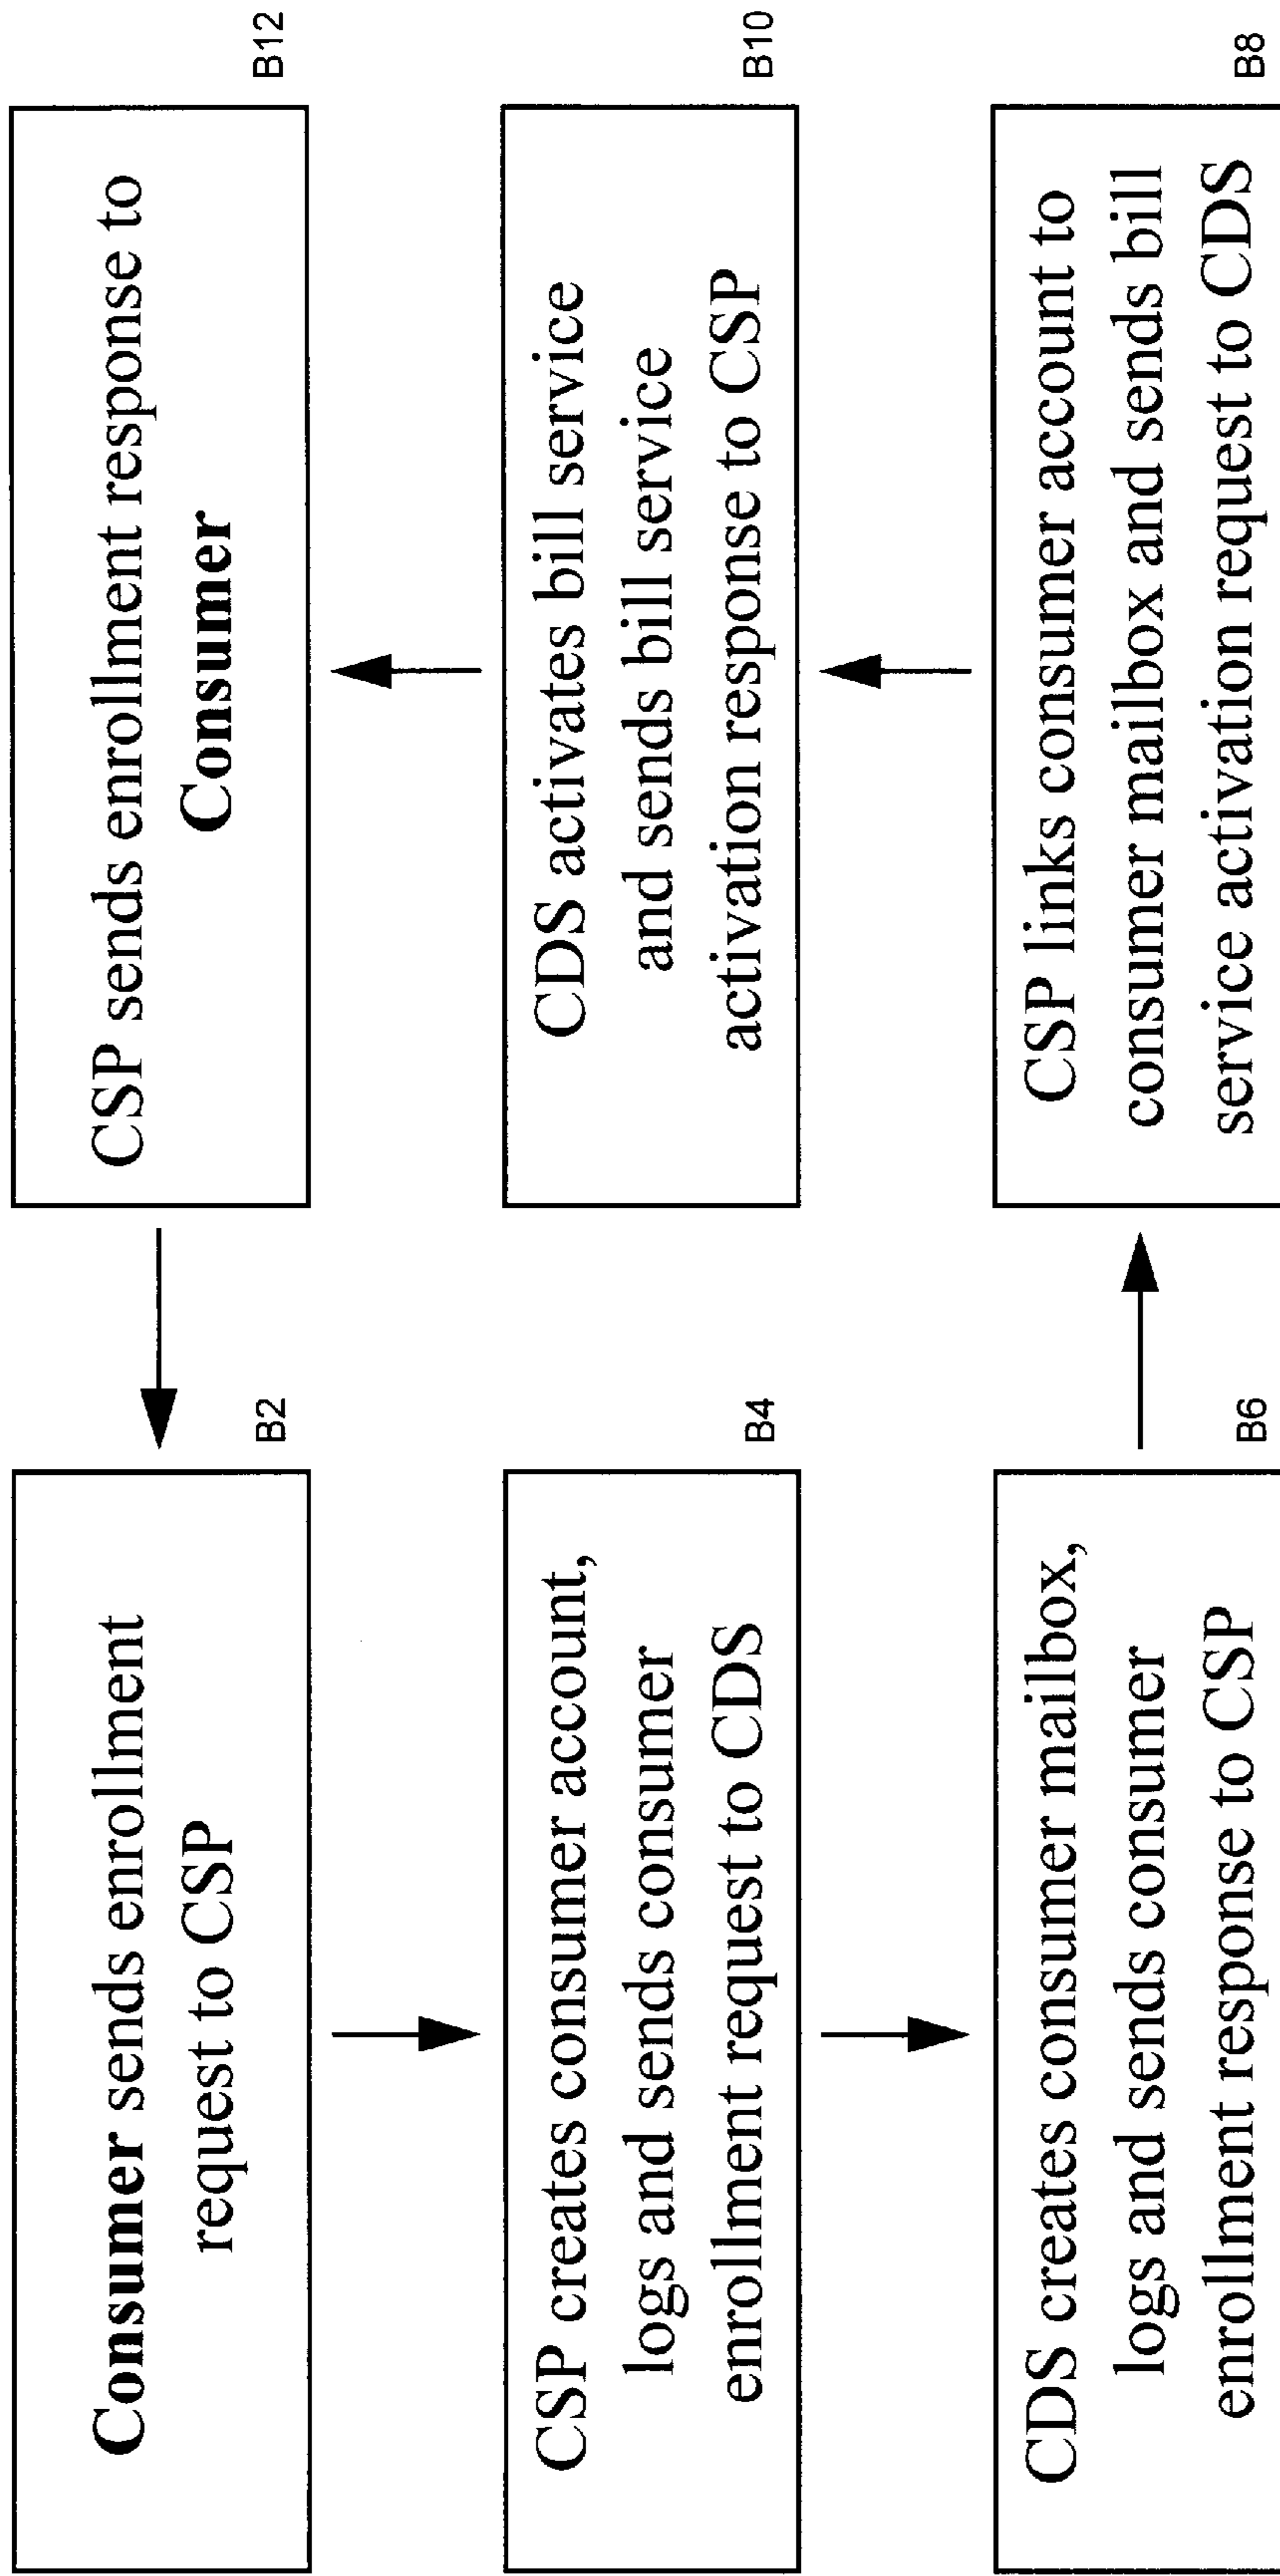 Consumer sends enrollment
request to CSP
B2
CSP creates consumer account,
logs and sends consumer
enrollment request to CDS
B4
CDS creates consumer mailbox,
logs and sends consumer
enrollment response to CSP
B6
CSP links consumer account to
consumer mailbox and sends bill
service activation request to CDS
B8
CDS activates bill service
and sends bill service
activation response to CSP
B10
CSP sends enrollment response to
Consumer
B12